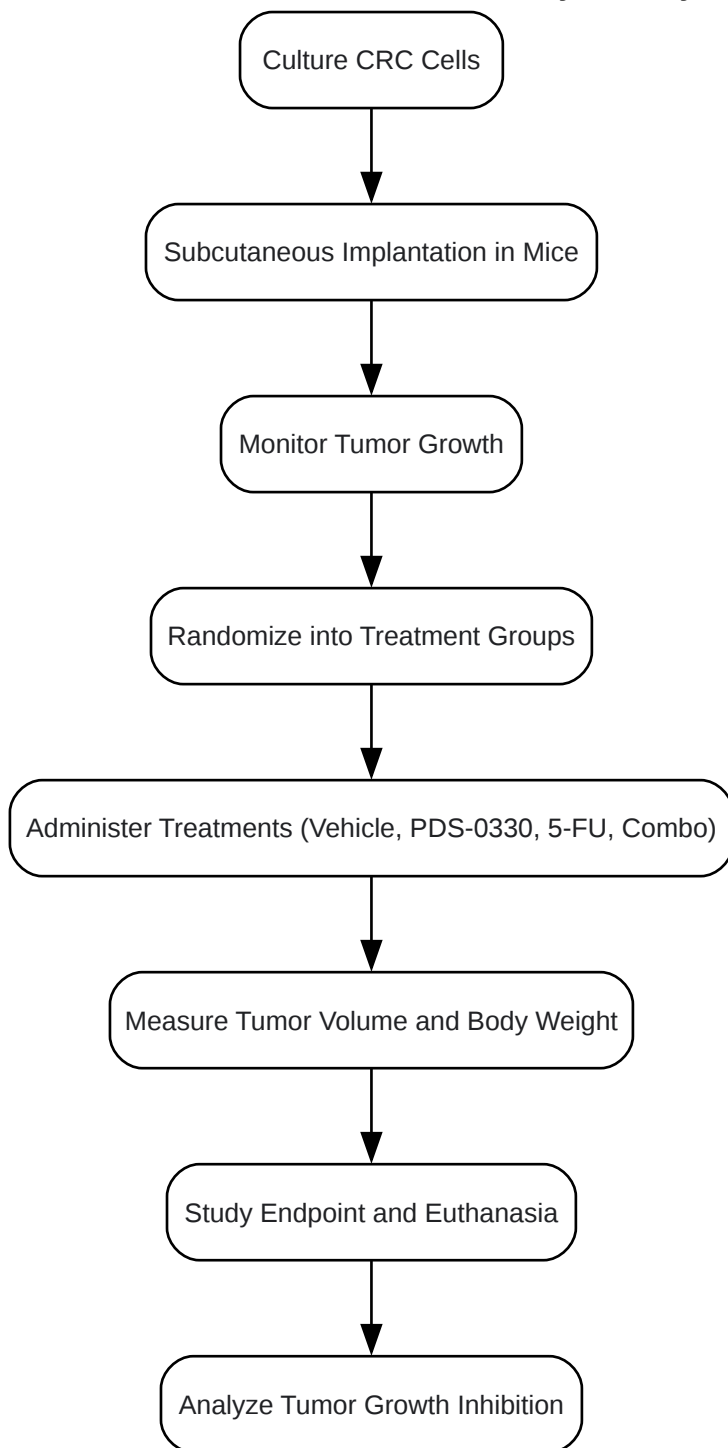 Culture CRC Cells
Subcutaneous Implantation in Mice
Monitor Tumor Growth
Randomize into Treatment Groups
Administer Treatments (Vehicle, PDS-0330, 5-FU, Combo)
Measure Tumor Volume and Body Weight
Study Endpoint and Euthanasia
Analyze Tumor Growth Inhibition